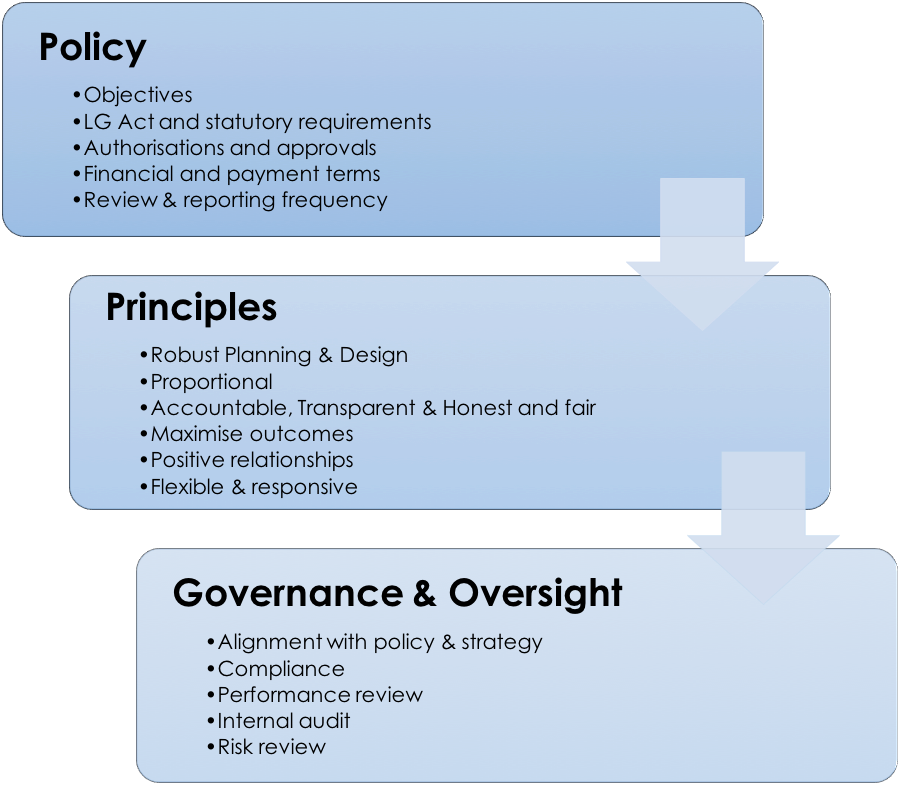 Policy
•Objectives
•LG Act and statutory requirements
•Authorisations and approvals
•Financial and payment terms
•Review & reporting frequency
Principles
•Robust Planning & Design
•Proportional
•Accountable, Transparent & Honest and fair
•Maximise outcomes
•Positive relationships
•Flexible & responsive
Governance & Oversight
•Alignment with policy & strategy
•Compliance
•Performance review
•Internal audit
•Risk review